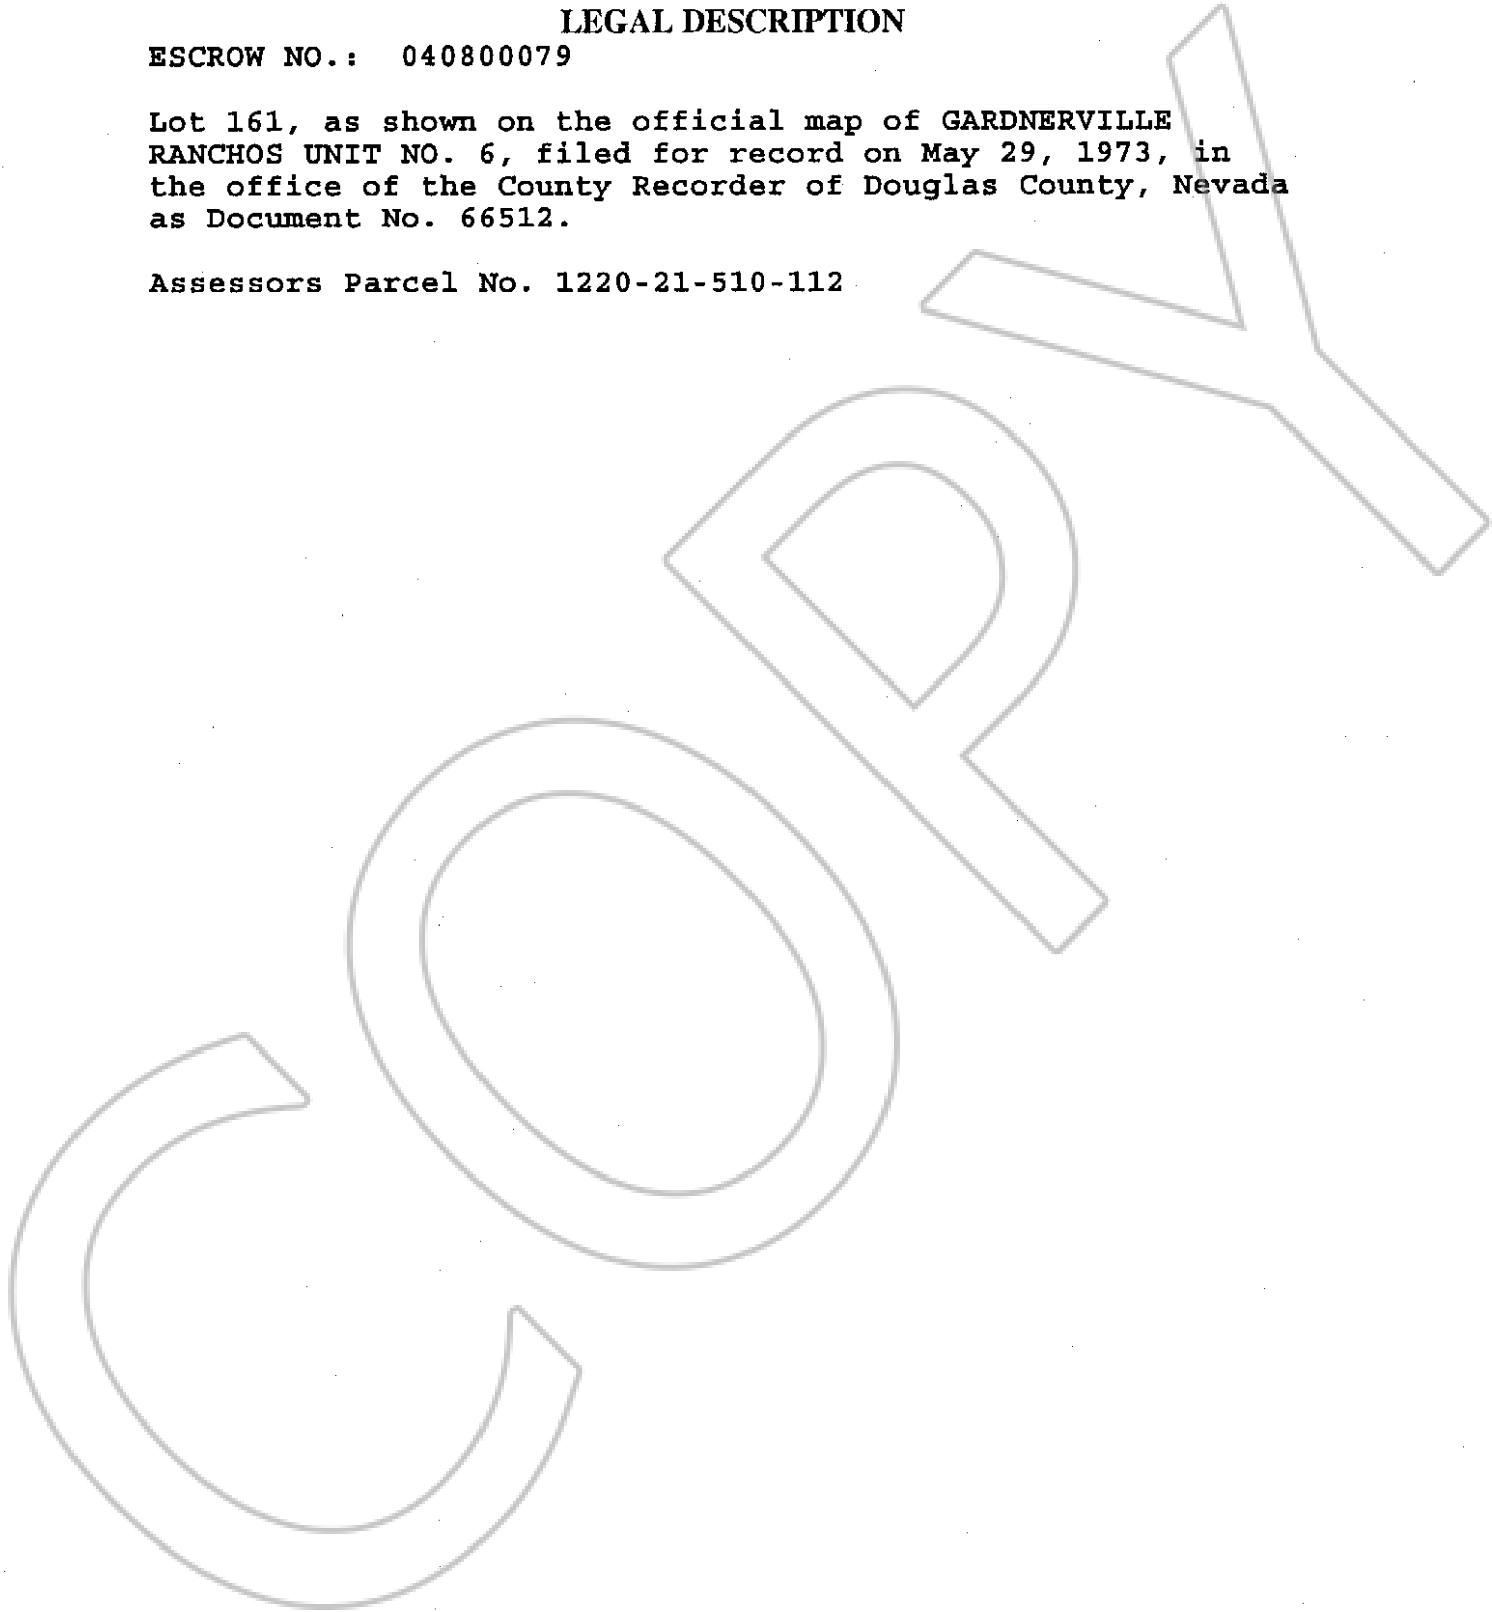 LEGAL DESCRIPTION
ESCROW NO.: 040800079
Lot 161, as shown on the official map of GARDNERVILLE
RANCHOS UNIT NO. 6, filed for record on May 29, 1973, in
the office of the County Recorder of Douglas County, Nevada
as Document No. 66512.
Assessors Parcel No. 1220-21-510-112
COPY